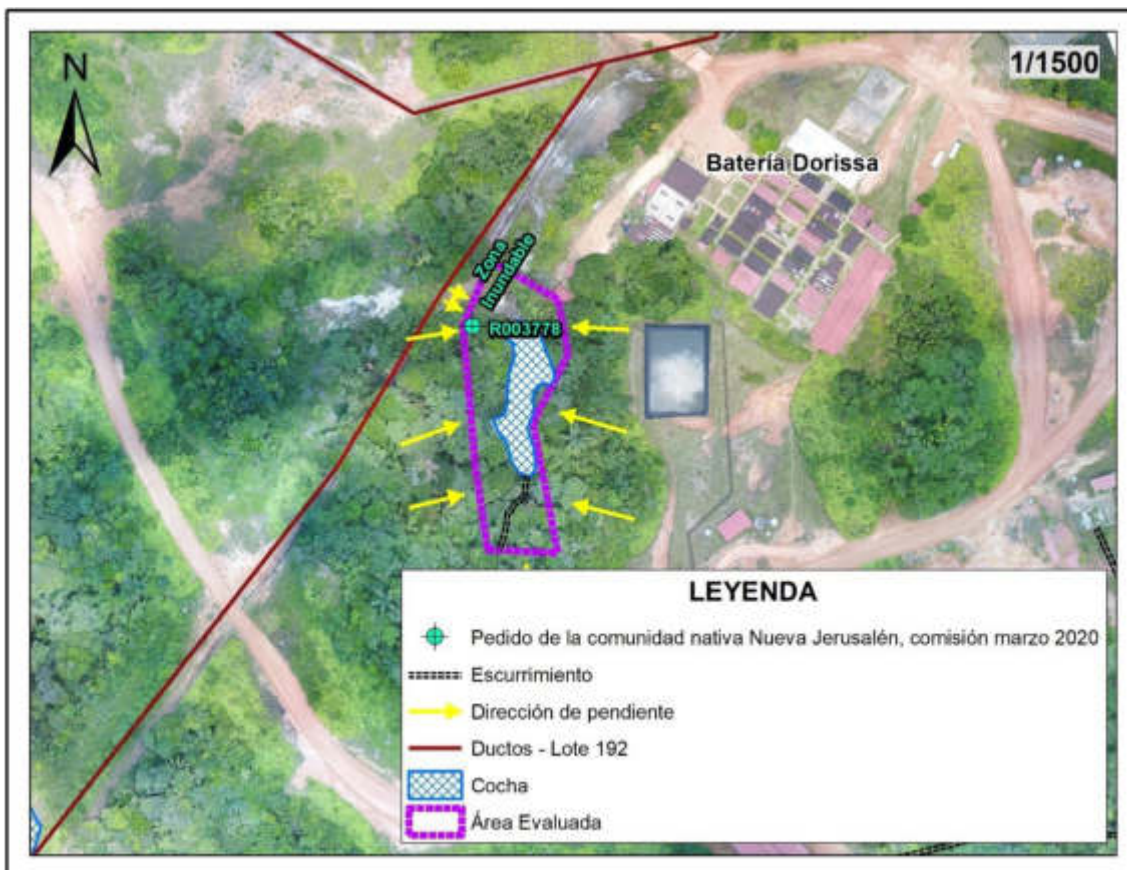 N
1/1500
Batería Dorissa
Zona
Inundable
R003778
LEYENDA
Pedido de la comunidad nativa Nueva Jerusalén, comisión marzo 2020
Escurrimiento
Dirección de pendiente
Ductos - Lote 192
Cocha
Área Evaluada